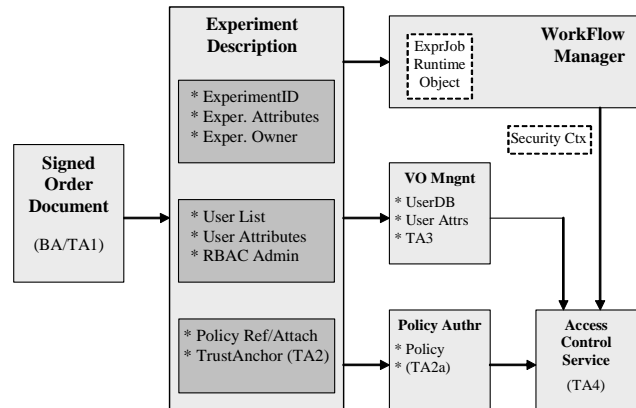 Signed
Order
Document
(BA/TA1)
Experiment
Description
* ExperimentID
* Exper. Attributes
* Exper. Owner
* User List
* User Attributes
* RBAC Admin
* Policy Ref/Attach
* TrustAnchor (TA2)
ExprJob
Runtime
Object
WorkFlow
Manager
Security Ctx
VO Mngnt
* UserDB
* User Attrs
* TA3
Policy Authr
* Policy
* (TA2a)
Access
Control
Service
(TA4)